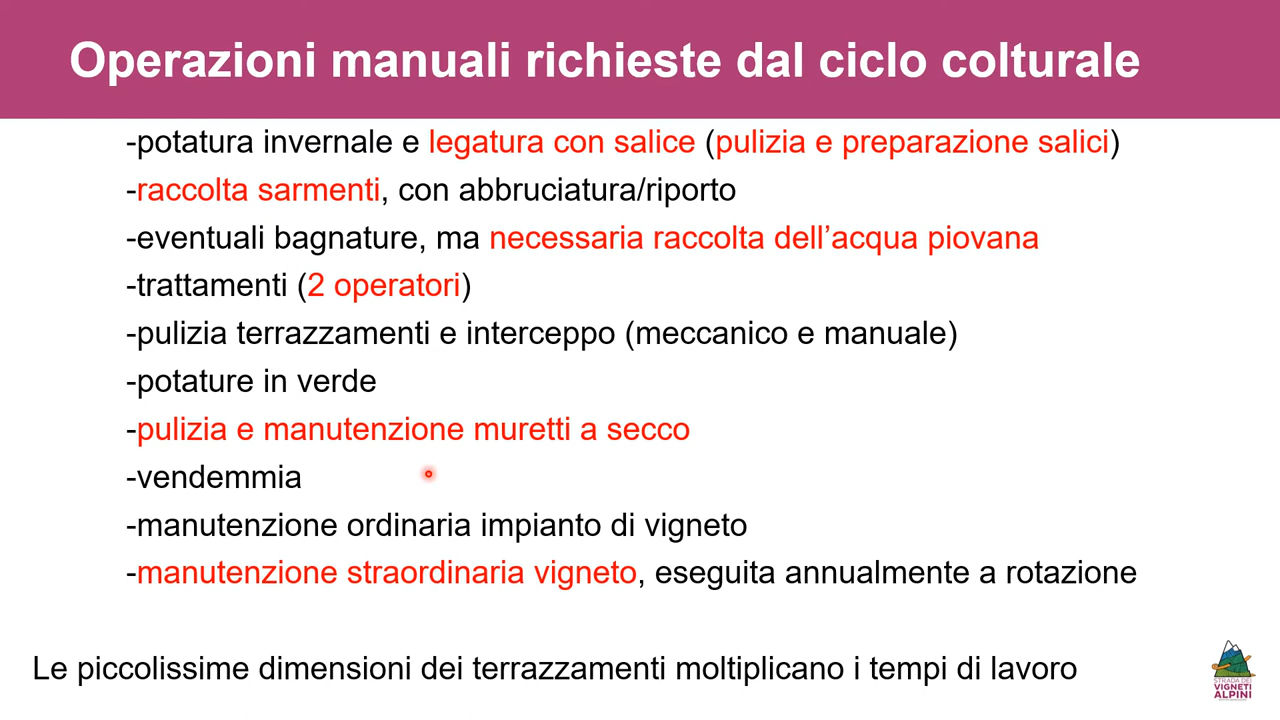 Operazioni manuali richieste dal ciclo colturale
-potatura invernale e legatura con salice (pulizia e preparazione salici)
-raccolta sarmenti, con abbruciatura/riporto
-eventuali bagnature, ma necessaria raccolta dell’acqua piovana
-trattamenti (2 operatori)
-pulizia terrazzamenti e interceppo (meccanico e manuale)
-potature in verde
-pulizia e manutenzione muretti a secco
-vendemmia
-manutenzione ordinaria impianto di vigneto
-manutenzione straordinaria vigneto, eseguita annualmente a rotazione
Le piccolissime dimensioni dei terrazzamenti moltiplicano i tempi di lavoro
STRADA DEI
VIGNETI
ALPINI